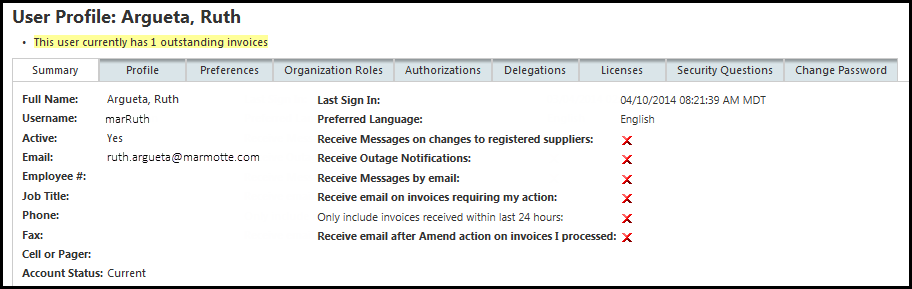 User Profile: Argueta, Ruth
• This user currently has 1 outstanding invoices
Summary Profile Preferences Organization Roles Authorizations Delegations Licenses Security Questions Change Password
Full Name: Argueta, Ruth
Username: marRuth
Active: Yes
Email: ruth.argueta@marmotte.com
Employee #:
Job Title:
Phone:
Fax:
Cell or Pager:
Account Status: Current
Last Sign In: 04/10/2014 08:21:39 AM MDT
Preferred Language: English
Receive Messages on changes to registered suppliers:
Receive Outage Notifications:
Receive Messages by email:
Receive email on invoices requiring my action:
Only include invoices received within last 24 hours:
Receive email after Amend action on invoices I processed: